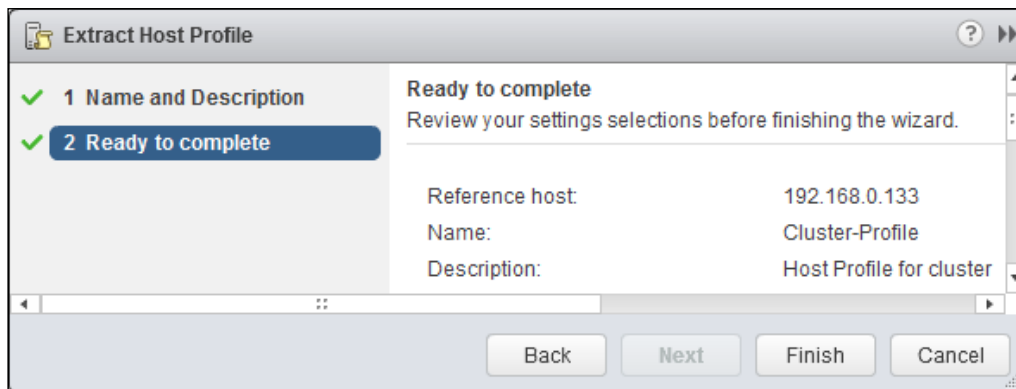 Extract Host Profile
?
1 Name and Description
2 Ready to complete
Ready to complete
Review your settings selections before finishing the wizard.
Reference host: 192.168.0.133
Name: Cluster-Profile
Description: Host Profile for cluster
Back Next Finish Cancel